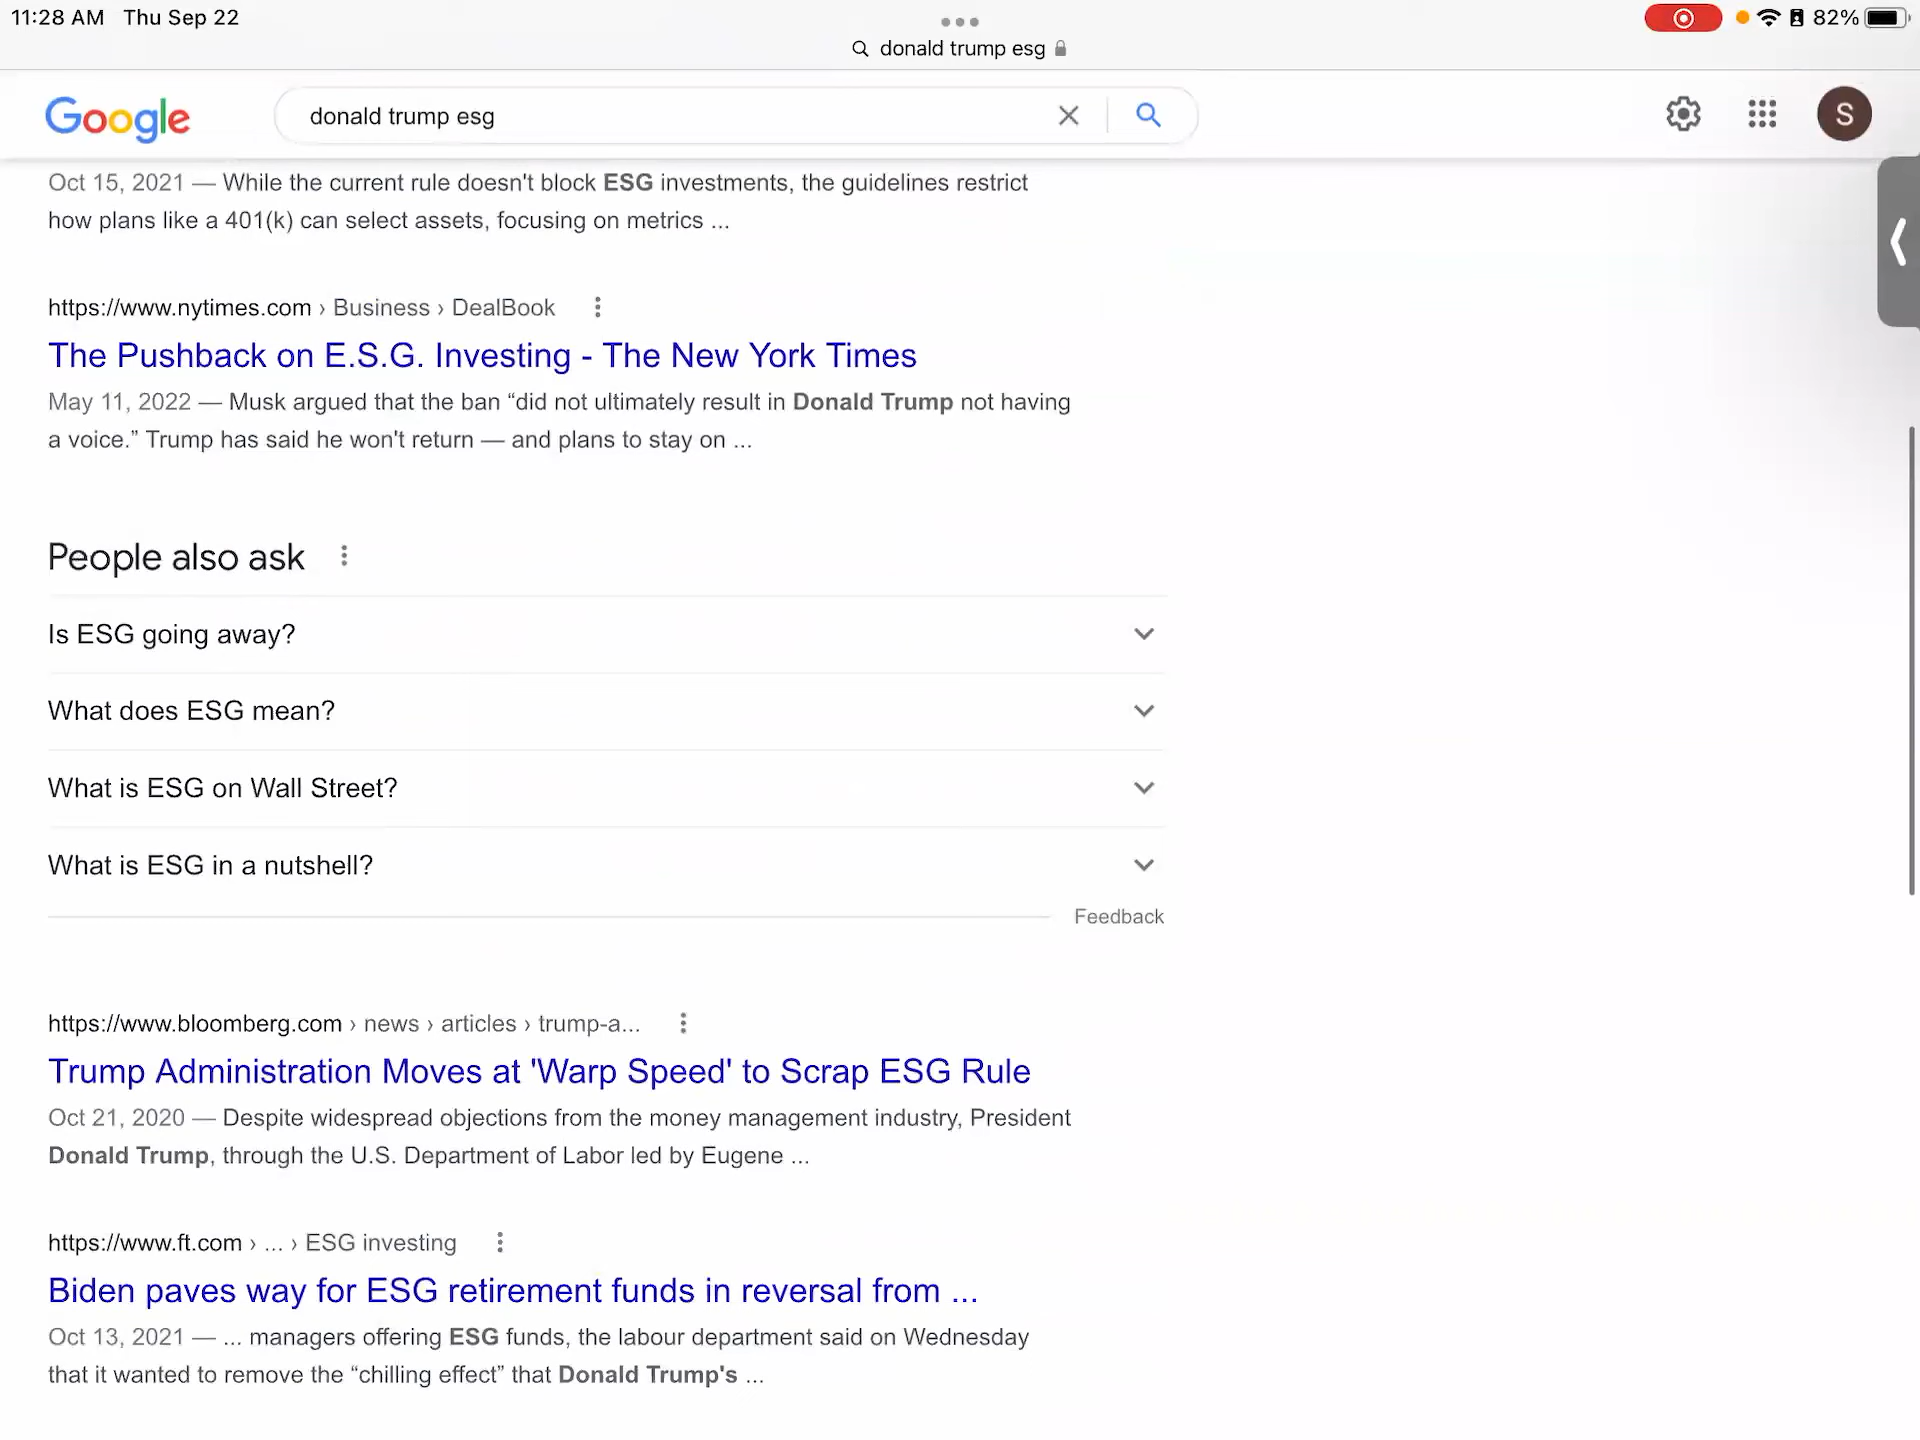 11:28 AM Thu Sep 22
82%
donald trump esg
Google
donald trump esg
S
Oct 15, 2021 — While the current rule doesn't block ESG investments, the guidelines restrict
how plans like a 401(k) can select assets, focusing on metrics ...
https://www.nytimes.com › Business › DealBook
The Pushback on E.S.G. Investing - The New York Times
May 11, 2022 — Musk argued that the ban “did not ultimately result in Donald Trump not having
a voice.” Trump has said he won't return — and plans to stay on ...
People also ask
Is ESG going away?
What does ESG mean?
What is ESG on Wall Street?
What is ESG in a nutshell?
Feedback
https://www.bloomberg.com › news › articles › trump-a...
Trump Administration Moves at 'Warp Speed' to Scrap ESG Rule
Oct 21, 2020 — Despite widespread objections from the money management industry, President
Donald Trump, through the U.S. Department of Labor led by Eugene ...
https://www.ft.com › ... › ESG investing
Biden paves way for ESG retirement funds in reversal from ...
Oct 13, 2021 — ... managers offering ESG funds, the labour department said on Wednesday
that it wanted to remove the “chilling effect” that Donald Trump's ...